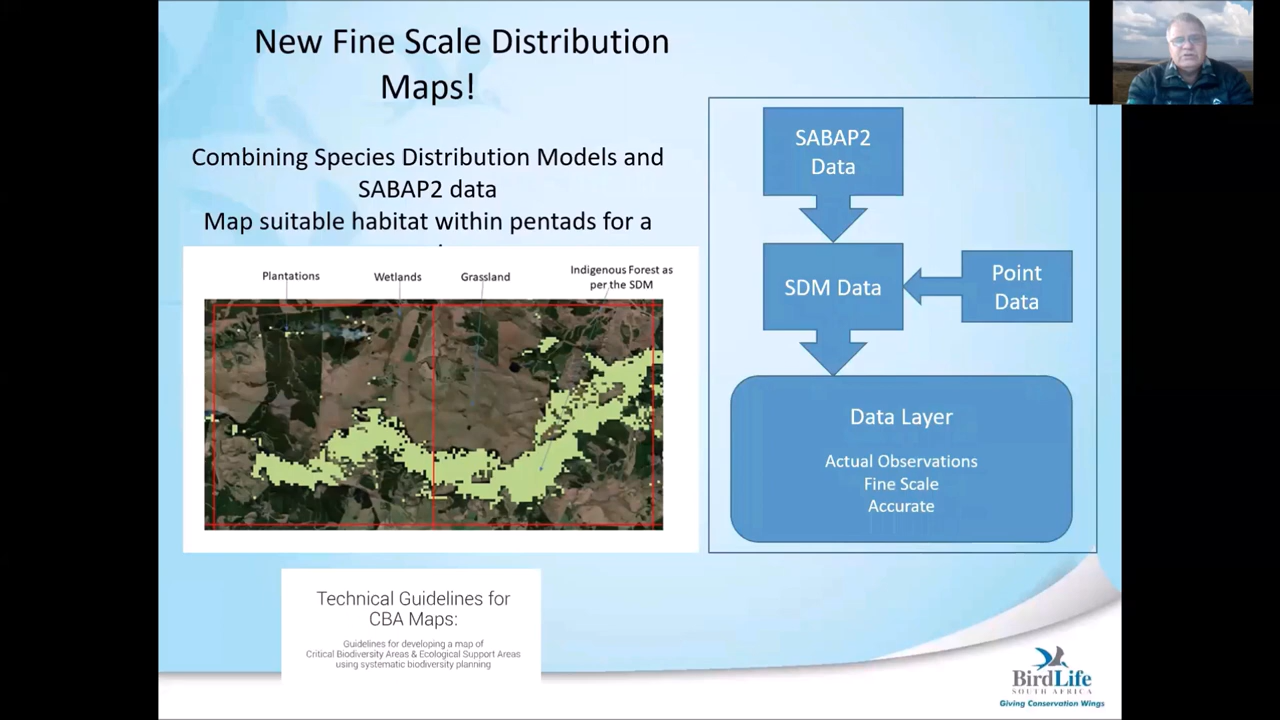 New Fine Scale Distribution
Maps!
Combining Species Distribution Models and
SABAP2 data
Map suitable habitat within pentads for a
Plantations
Wetlands
Grassland
Indigenous Forest as
per the SDM
SABAP2
Data
SDM Data
Point
Data
Data Layer
Actual Observations
Fine Scale
Accurate
Technical Guidelines for
CBA Maps:
Guidelines for developing a map of
Critical Biodiversity Areas & Ecological Support Areas
using systematic biodiversity planning
BirdLife
SOUTH AFRICA
Giving Conservation Wings